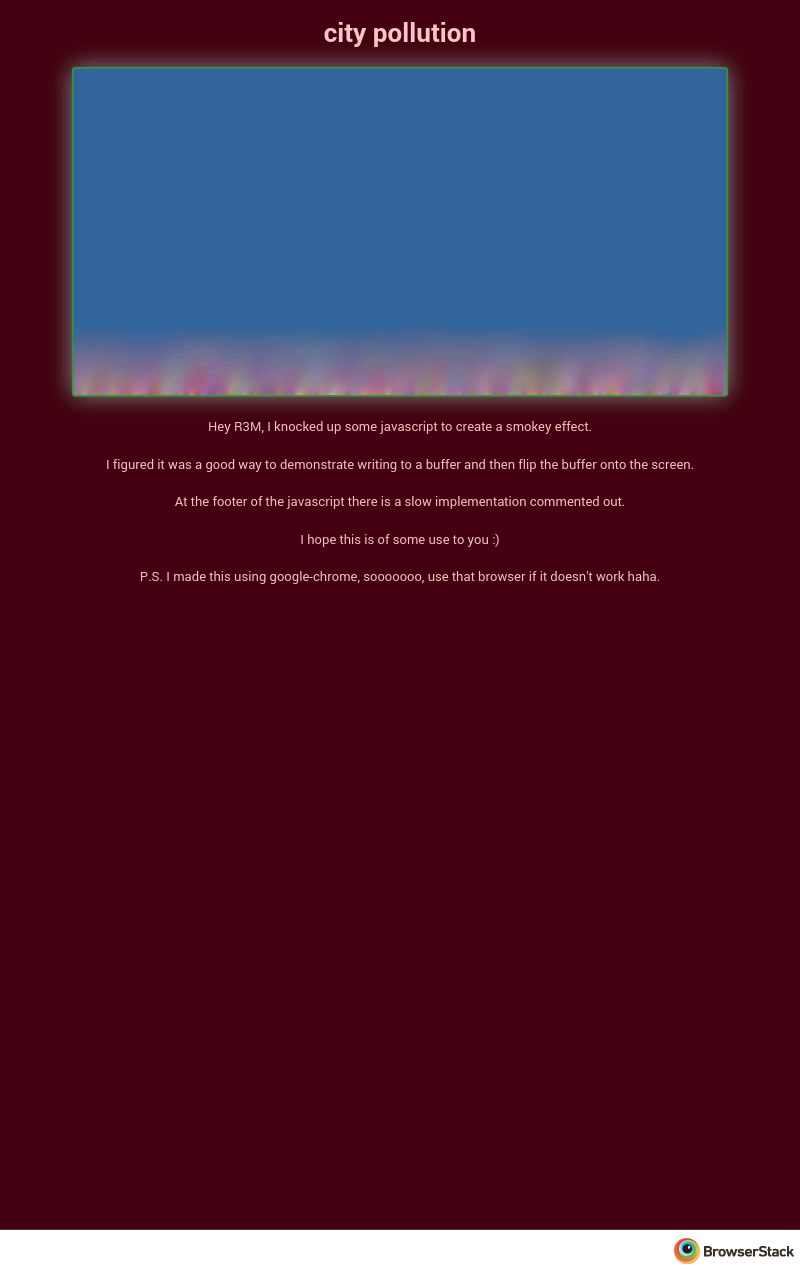 city pollution
Hey R3M, I knocked up some javascript to create a smokey effect.
I figured it was a good way to demonstrate writing to a buffer and then flip the buffer onto the screen.
At the footer of the javascript there is a slow implementation commented out.
I hope this is of some use to you :)
P.S. I made this using google-chrome, sooooooo, use that browser if it doesn't work haha.
BrowserStack